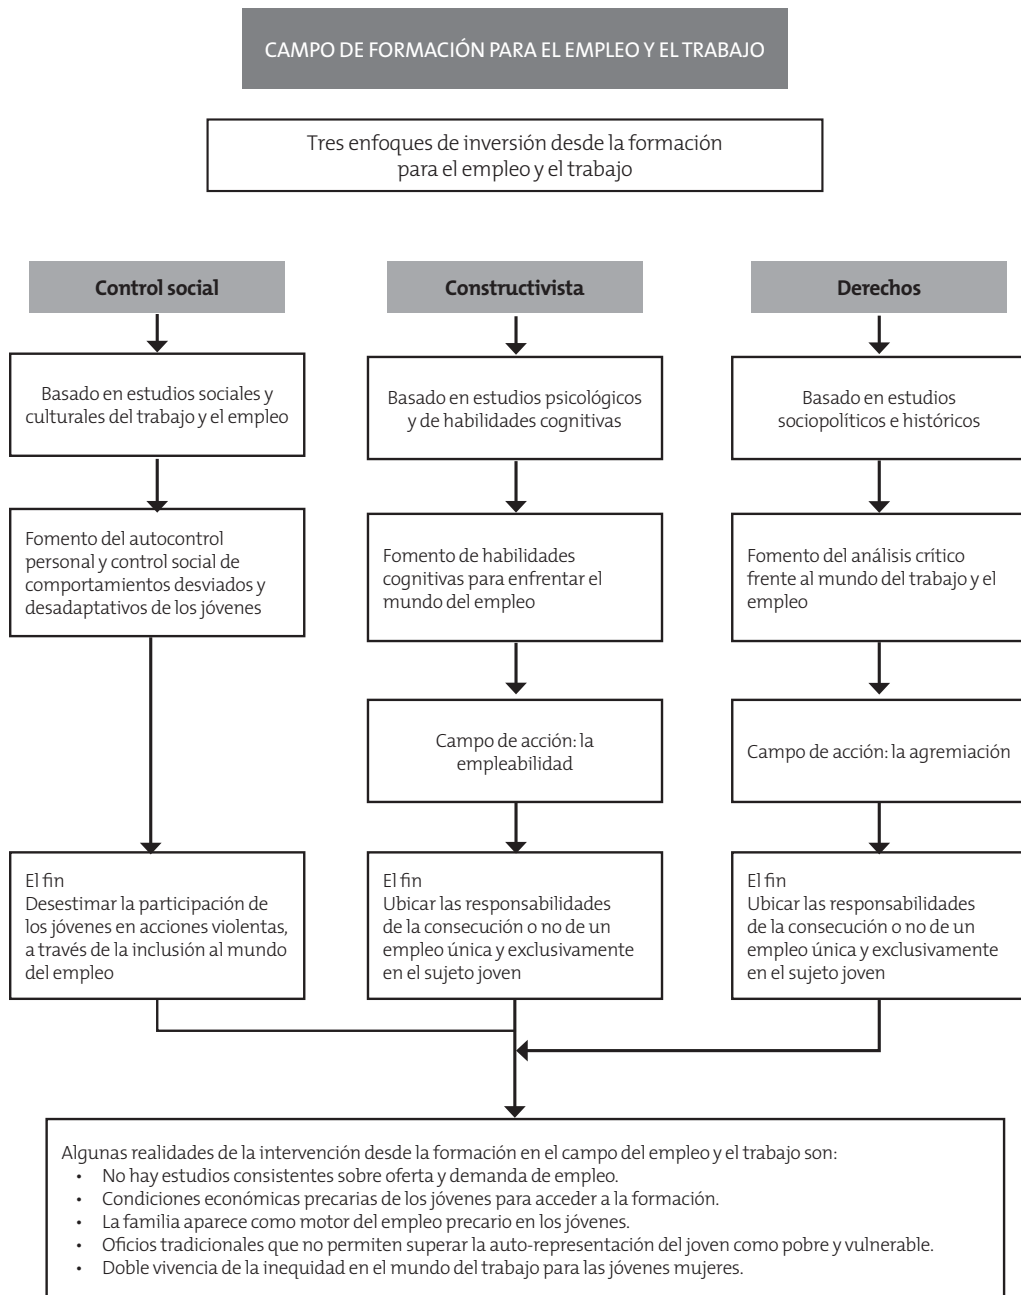 CAMPO DE FORMACIÓN PARA EL EMPLEO Y EL TRABAJO
Tres enfoques de inversión desde la formación
para el empleo y el trabajo
Control social
Basado en estudios sociales y
culturales del trabajo y el empleo
Fomento del autocontrol
personal y control social de
comportamientos desviados y
desadaptativos de los jóvenes
El fin
Desestimar la participación de
los jóvenes en acciones violentas,
a través de la inclusión al mundo
del empleo
Constructivista
Basado en estudios psicológicos
y de habilidades cognitivas
Fomento de habilidades
cognitivas para enfrentar el
mundo del empleo
Campo de acción: la
empleabilidad
El fin
Ubicar las responsabilidades
de la consecución o no de un
empleo única y exclusivamente
en el sujeto joven
Derechos
Basado en estudios
sociopolíticos e históricos
Fomento del análisis crítico
frente al mundo del trabajo y el
empleo
Campo de acción: la agremiación
El fin
Ubicar las responsabilidades
de la consecución o no de un
empleo única y exclusivamente
en el sujeto joven
Algunas realidades de la intervención desde la formación en el campo del empleo y el trabajo son:
• No hay estudios consistentes sobre oferta y demanda de empleo.
• Condiciones económicas precarias de los jóvenes para acceder a la formación.
• La familia aparece como motor del empleo precario en los jóvenes.
• Oficios tradicionales que no permiten superar la auto-representación del joven como pobre y vulnerable.
• Doble vivencia de la inequidad en el mundo del trabajo para las jóvenes mujeres.